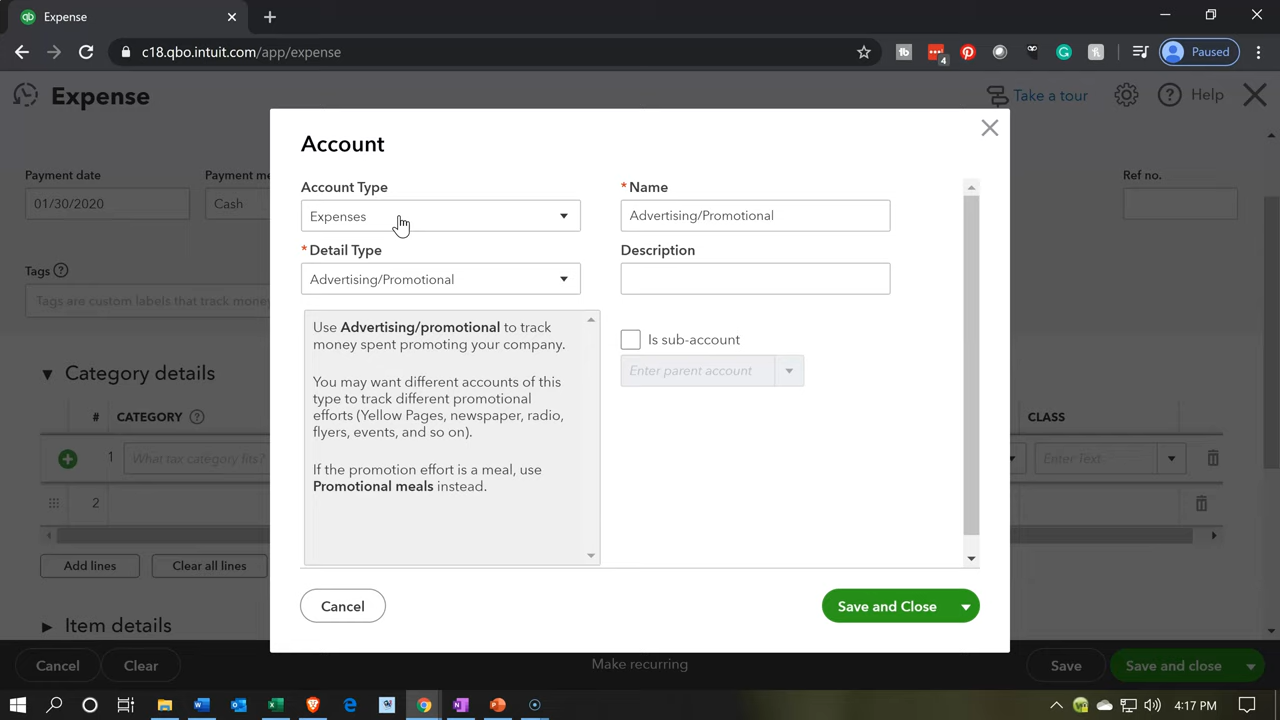 Expense
c18.qbo.intuit.com/app/expense
4
Paused
Expense
Take a tour
Help
Account
Payment date
Payment me
Ref no.
01/30/2020
Cash
Account Type
* Name
Expenses
Advertising/Promotional
* Detail Type
Description
Advertising/Promotional
Tags
Tags are custom labels that track money
Use Advertising/promotional to track
money spent promoting your company.
You may want different accounts of this
type to track different promotional
efforts (Yellow Pages, newspaper, radio,
flyers, events, and so on).
If the promotion effort is a meal, use
Promotional meals instead.
Is sub-account
Enter parent account
Category details
# CATEGORY
CLASS
1 What tax category fits?
Enter Text
2
Add lines
Clear all lines
Cancel
Save and Close
Item details
Cancel
Clear
Make recurring
Save
Save and close
4:17 PM